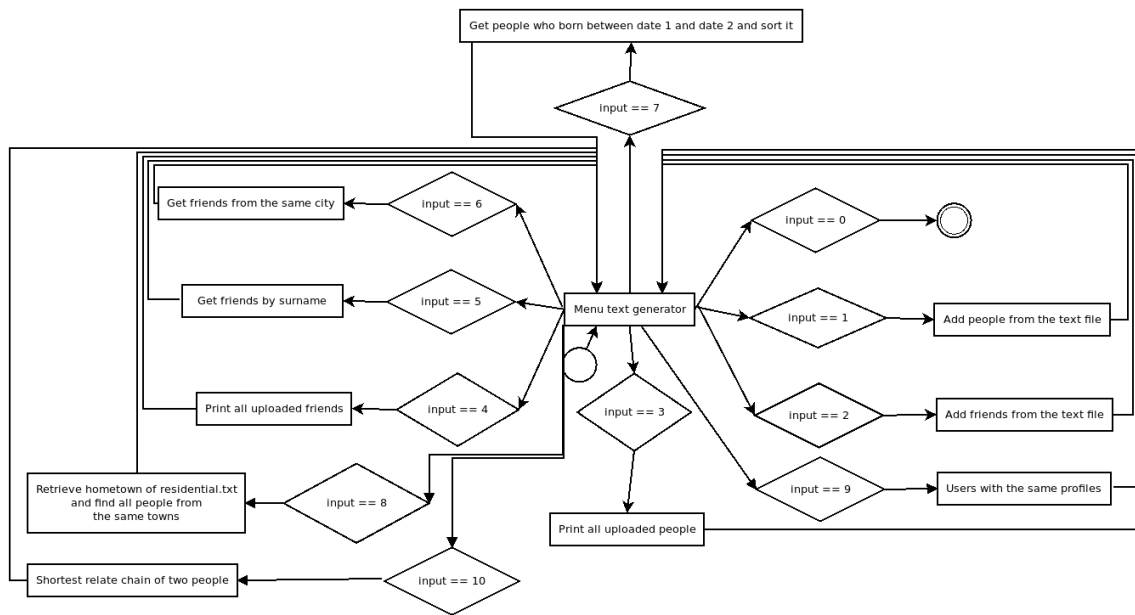 Get people who born between date 1 and date 2 and sort it
input == 7
Get friends from the same city
input == 6
input == 0
Get friends by surname
input == 5
Menu text generator
input == 1
Add people from the text file
Print all uploaded friends
input == 4
input == 3
input == 2
Add friends from the text file
Retrieve hometown of residential.txt
and find all people from
the same towns
input == 8
input == 9
Users with the same profiles
Print all uploaded people
Shortest relate chain of two people
input == 10